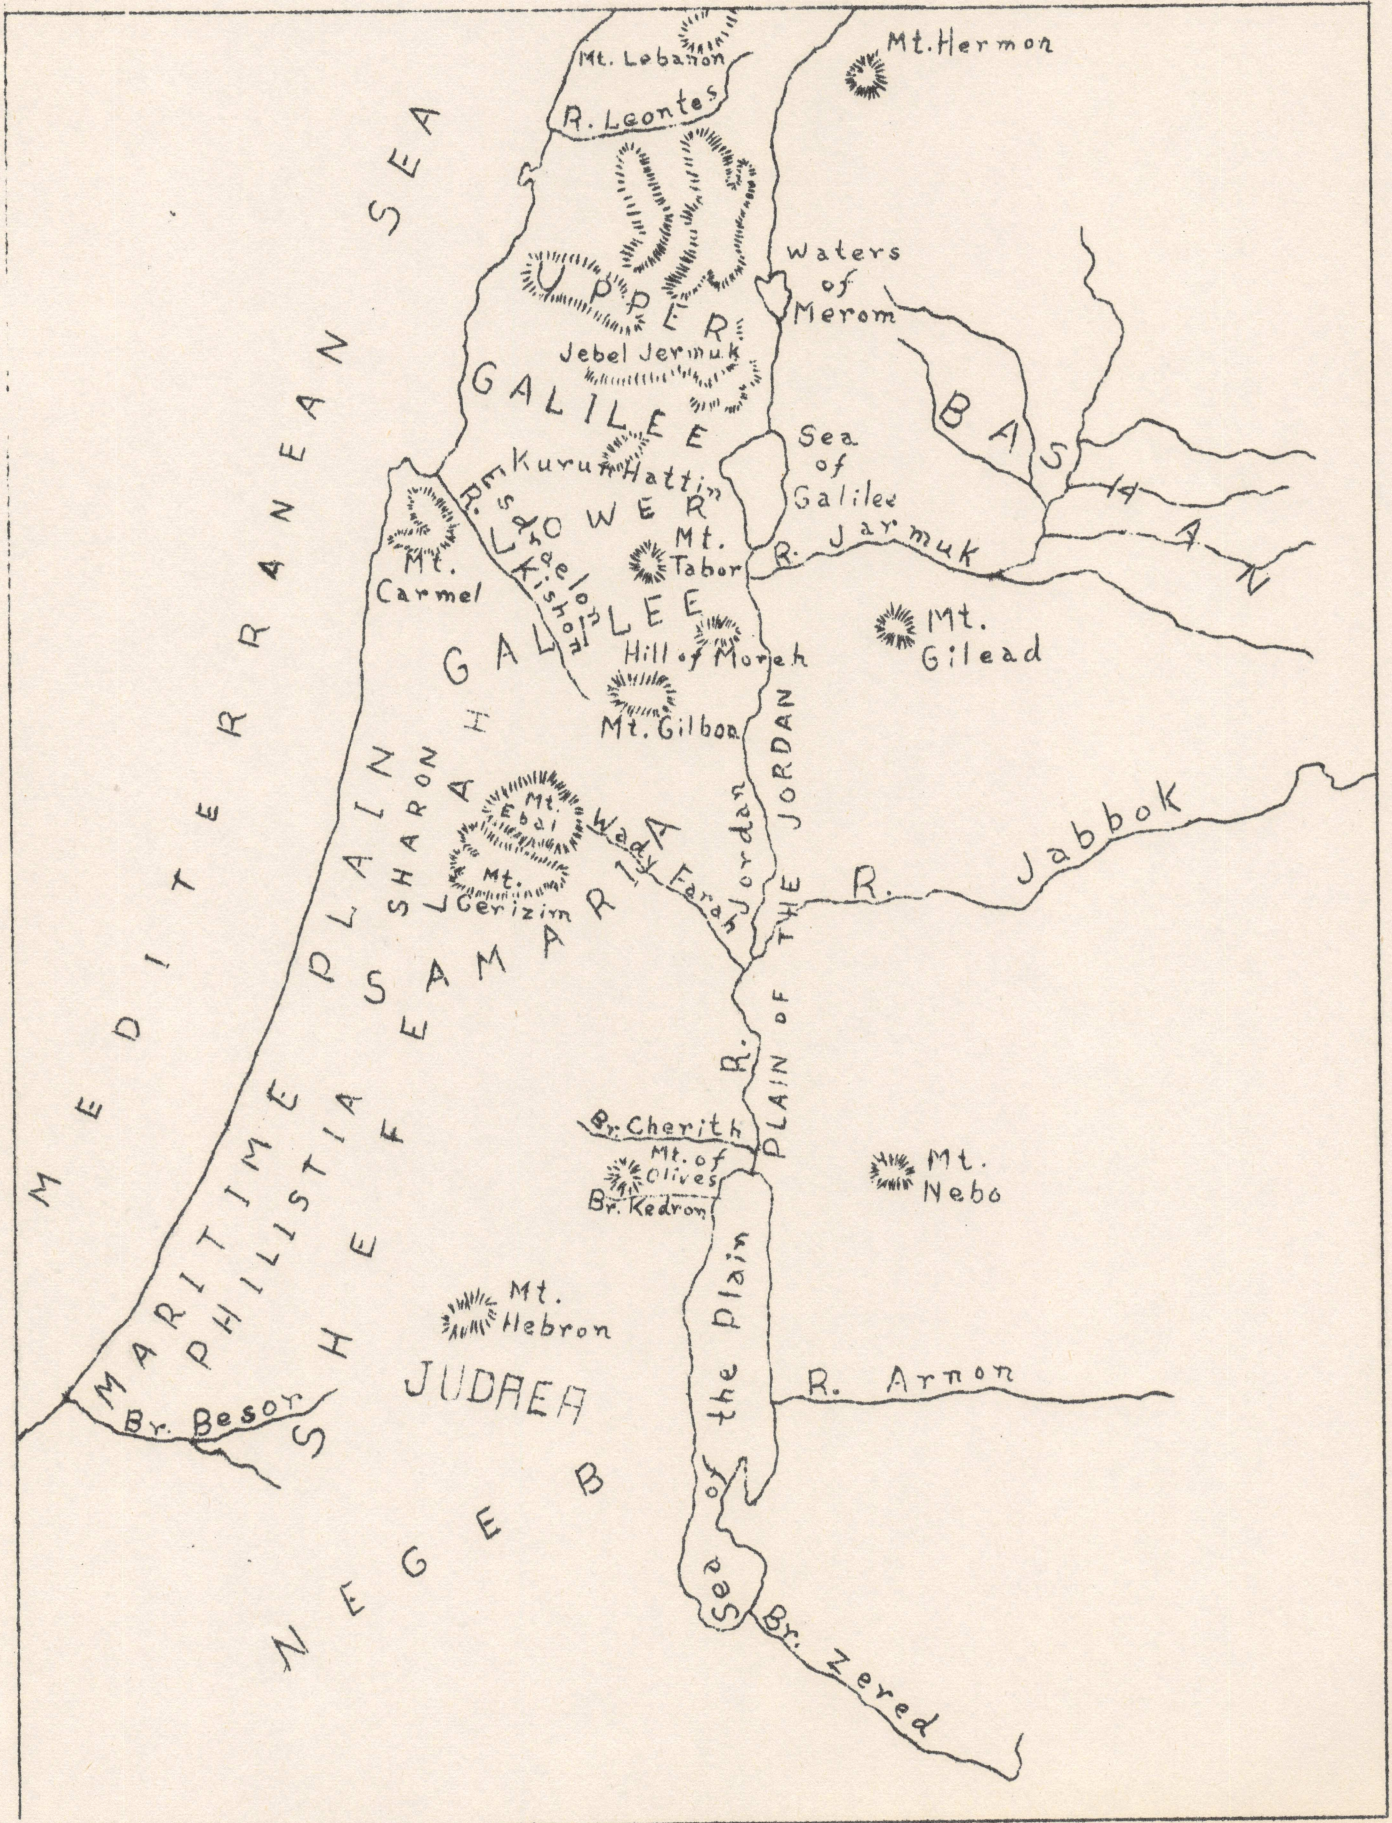 Mt. Lebanon
Mt. Hermon
R. Leontes
MEDITERRANEAN SEA
UPPER
GALILEE
Waters
of
Merom
Jebel Jermuk
BASHAN
Kurun Hattin
Sea
of
Galilee
Esdraelon
R. Kishon
LOWER
GALILEE
Mt.
Carmel
Mt.
Tabor
R. Jarmuk
Hill of Moreh
Mt.
Gilead
Mt. Gilboa
MARITIME PLAIN
SHARON
PHILISTIA
SHEFELAH
Mt.
Ebal
Mt.
Gerizim
Wady Farah
SAMARIA
R. Jordan
PLAIN OF THE JORDAN
R. Jabbok
Br. Cherith
Mt. of
Olives
Br. Kedron
Mt.
Nebo
Mt.
Hebron
JUDAEA
Sea of the Plain
R. Arnon
Br. Besor
NEGEB
Br. Zered